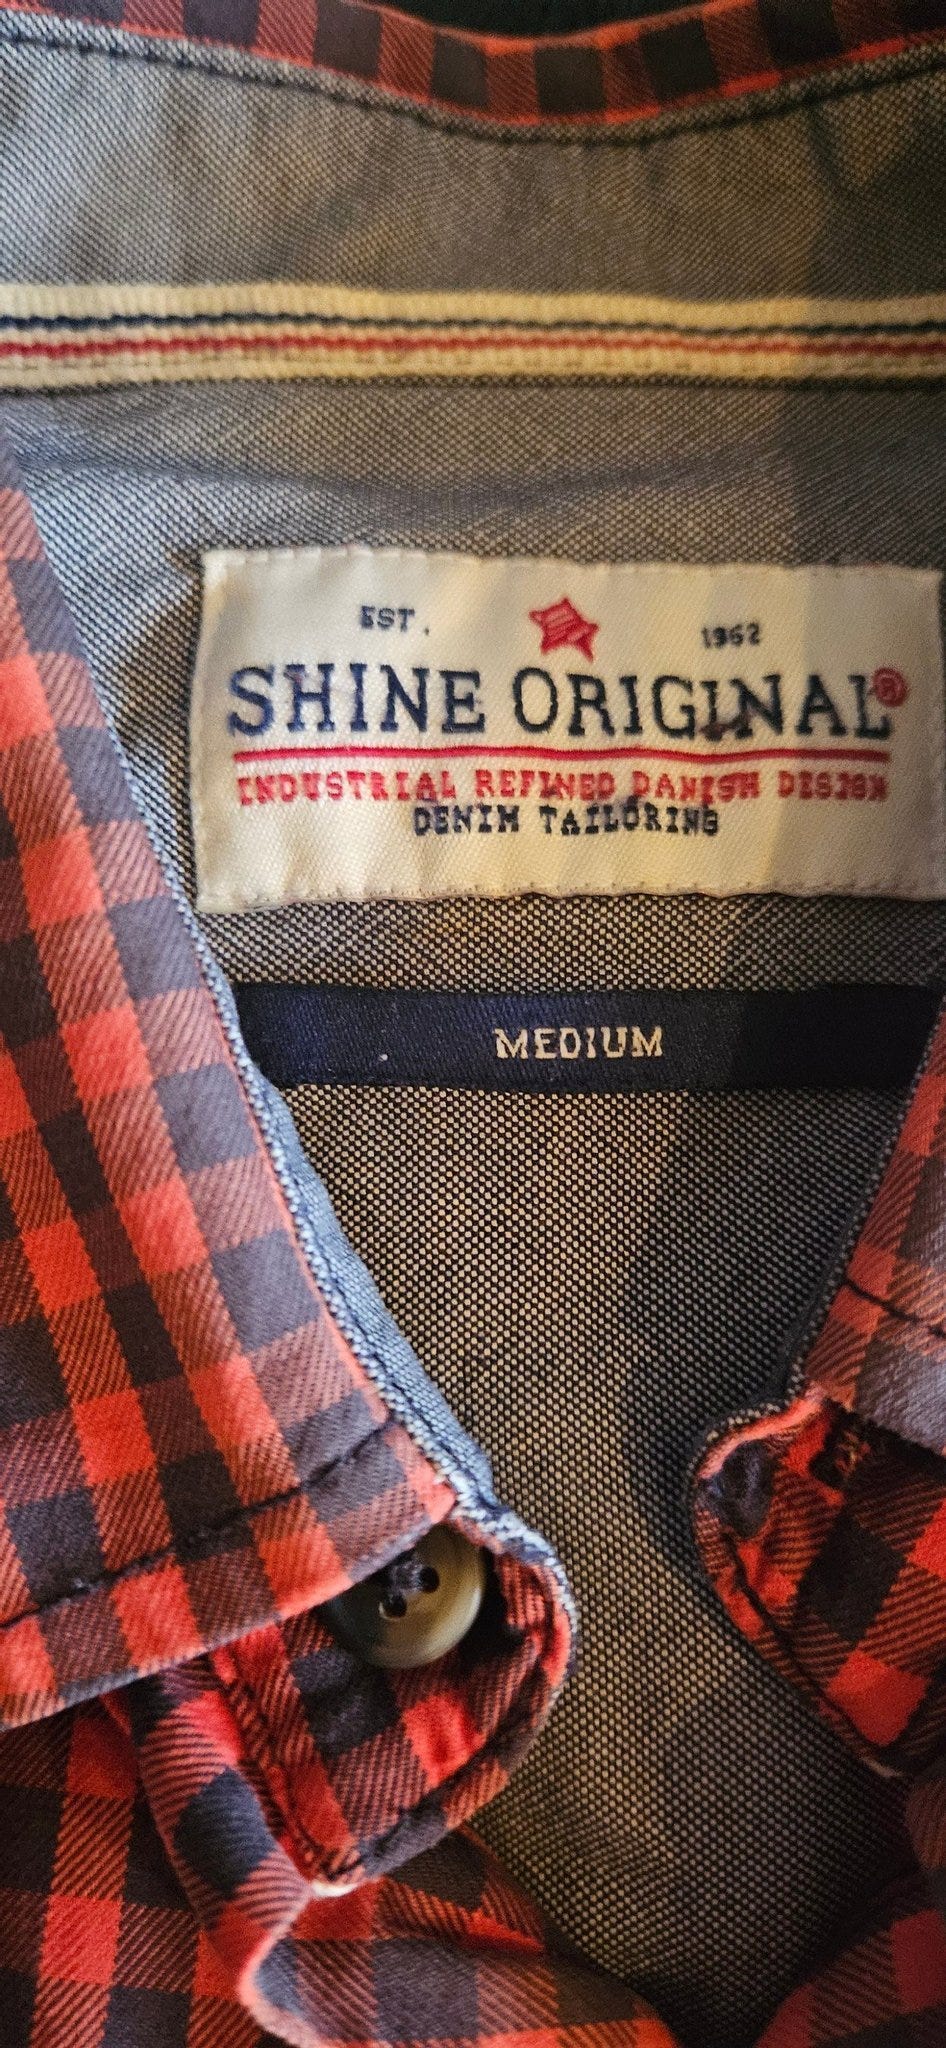 EST. 1962
SHINE ORIGINAL®
INDUSTRIAL REFINED DANISH DESIGN
DENIM TAILORING
MEDIUM